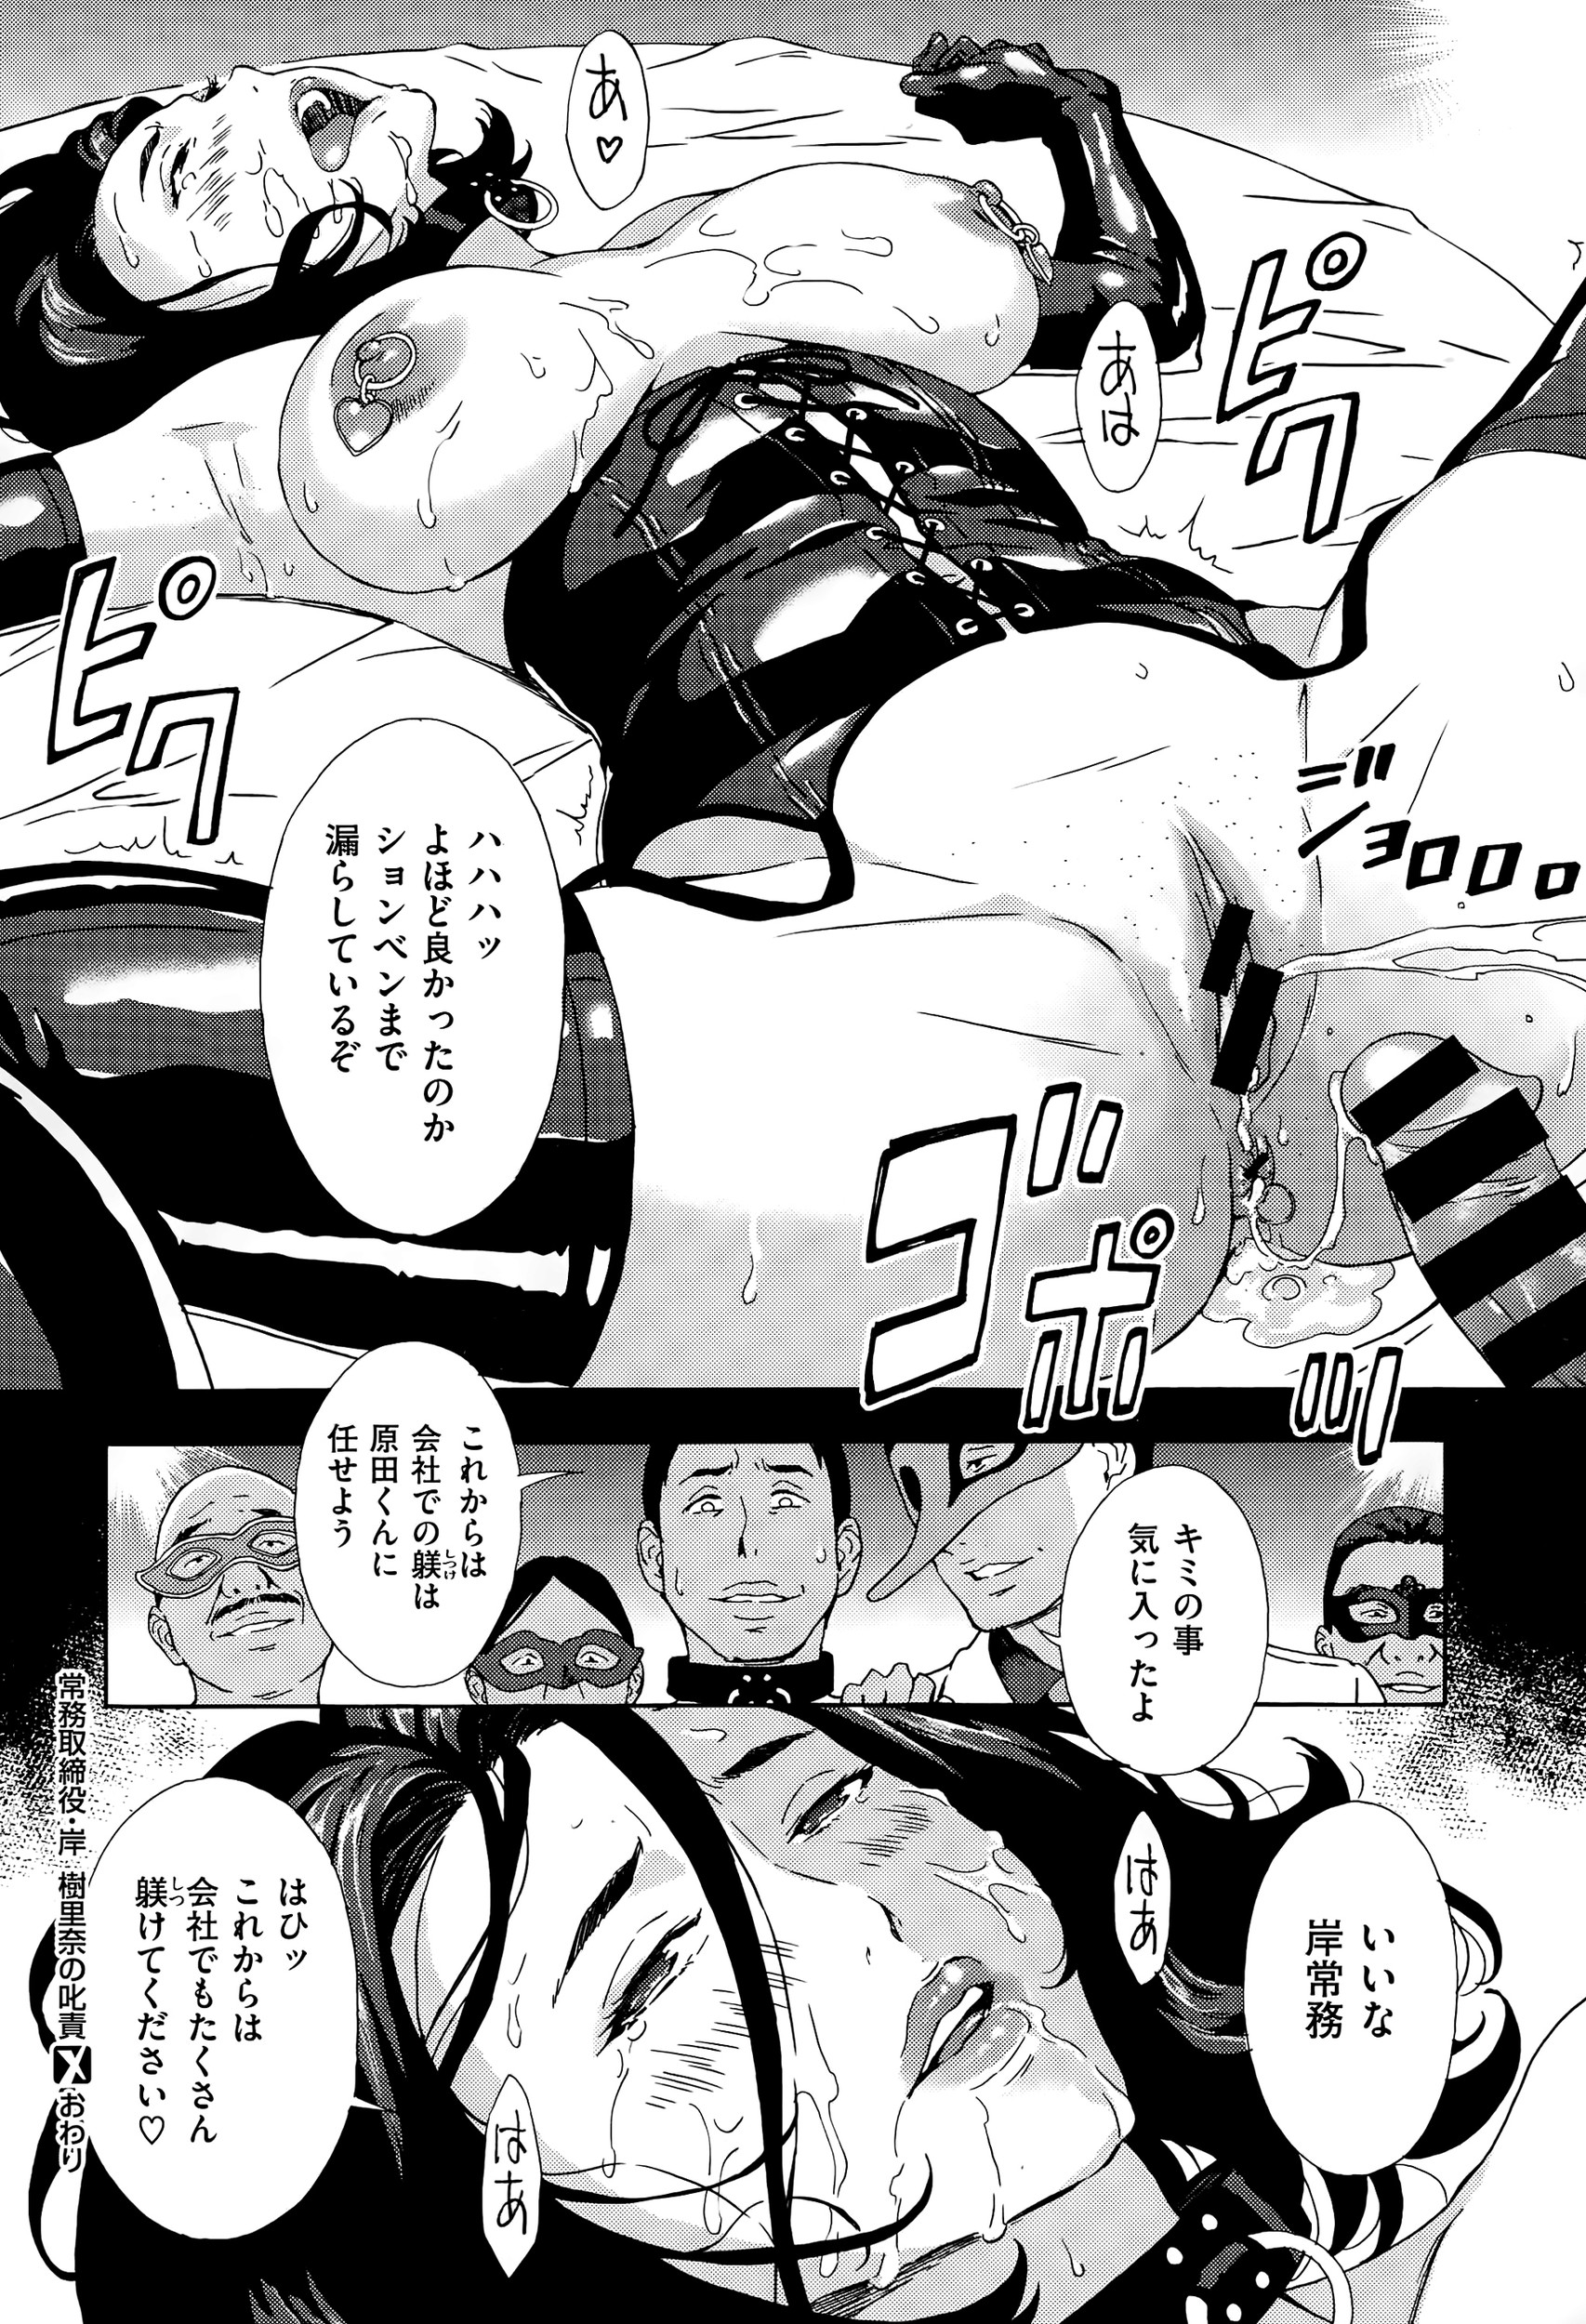 あ♡
あは
ピク
ピク
ジョロロロ。
ハハハッ
よほど良かったのか
ションベンまで
漏らしているぞ
ゴポッ
キミの事
気に入ったよ
これからは
会社での躾は
しつけ
原田くんに
任せよう
いいな
岸常務
はあ
はあ
はひッ
これからは
会社でもたくさん
躾けてください♡
しつ
常務取締役・岸 樹里奈の叱責 X おわり